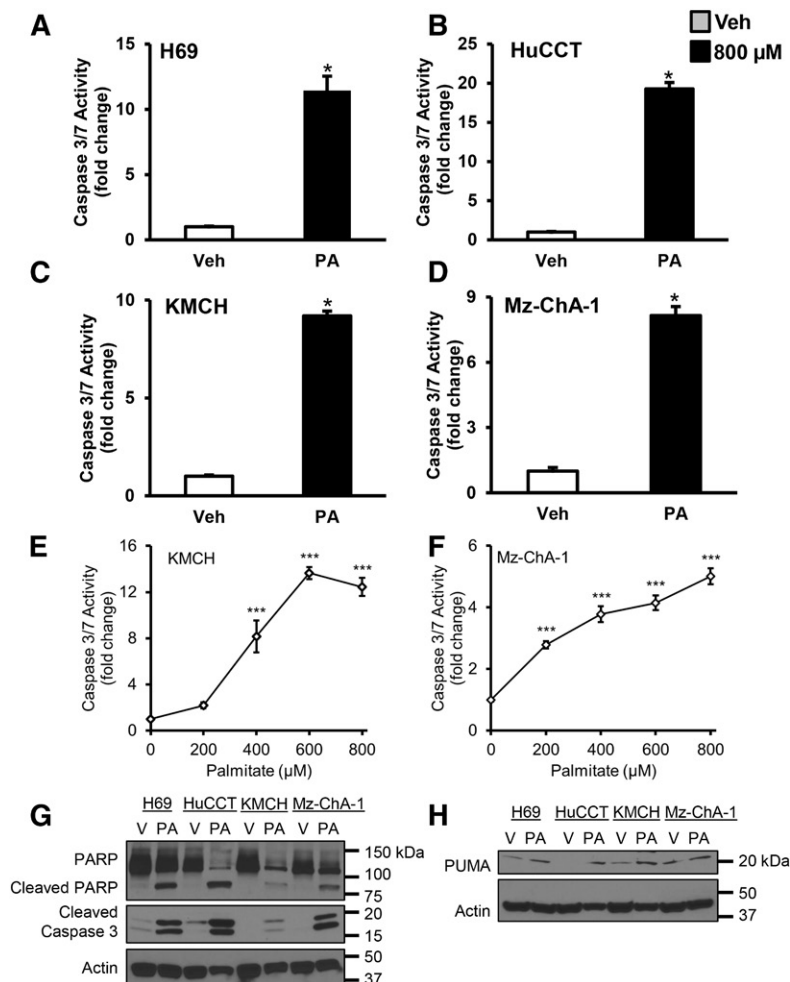 A
H69
Caspase 3/7 Activity
(fold change)
15
10
5
0
*
Veh
PA
B
HuCCT
Veh
800 µM
Caspase 3/7 Activity
(fold change)
25
20
15
10
5
0
*
Veh
PA
C
KMCH
Caspase 3/7 Activity
(fold change)
10
5
0
*
Veh
PA
D
Mz-ChA-1
Caspase 3/7 Activity
(fold change)
9
6
3
0
*
Veh
PA
E
KMCH
Caspase 3/7 Activity
(fold change)
16
12
8
4
0
***
***
***
0 200 400 600 800
Palmitate (µM)
F
Mz-ChA-1
Caspase 3/7 Activity
(fold change)
6
4
2
0
***
***
***
***
0 200 400 600 800
Palmitate (µM)
G
H69 HuCCT KMCH Mz-ChA-1
V PA V PA V PA V PA
PARP
Cleaved PARP
150 kDa
100
75
Cleaved
Caspase 3
20
15
Actin
50
37
H
H69 HuCCT KMCH Mz-ChA-1
V PA V PA V PA V PA
PUMA
20 kDa
Actin
50
37